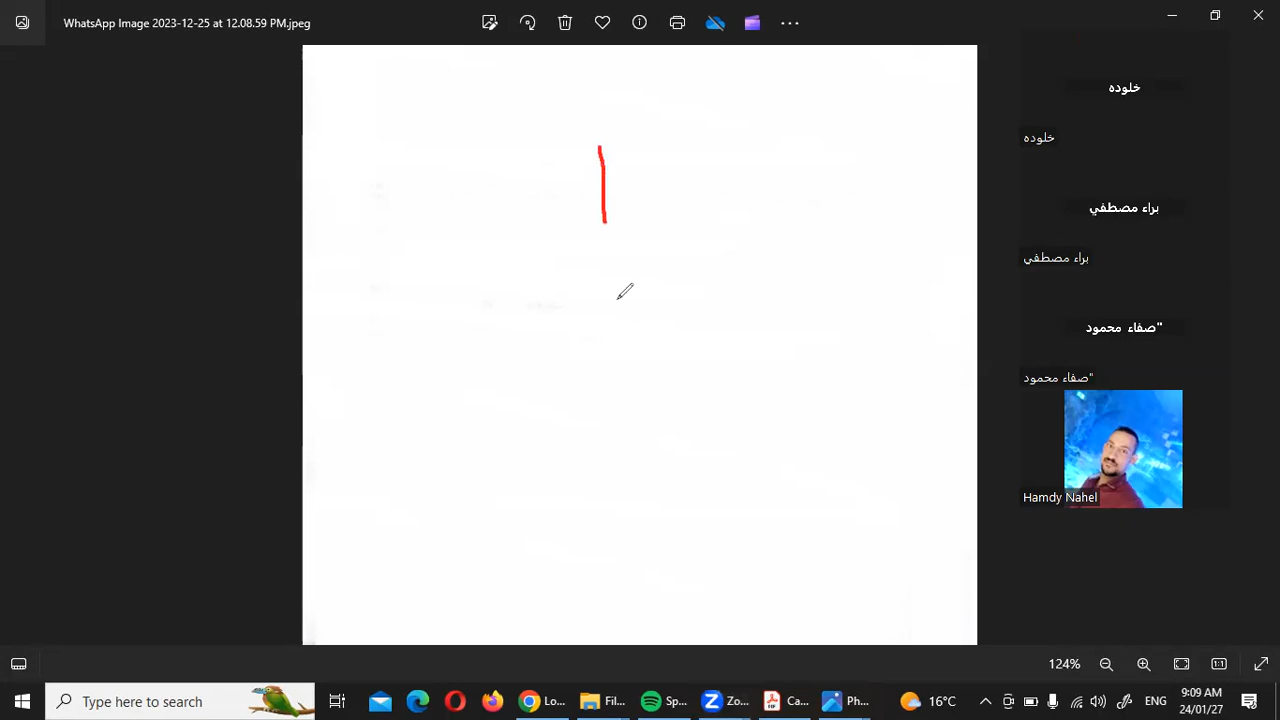 WhatsApp Image 2023-12-25 at 12.08.59 PM.jpeg
خلوده
خلوده
براء مصطفي
براء مصطفي
صفاء محمود"
صفاء محمود"
Hamdy Nahel
124%
1:1
Type here to search
Lo...
Fil...
Sp...
Zo...
Ca...
Ph...
16°C
ENG
9:09 AM
24/01/27